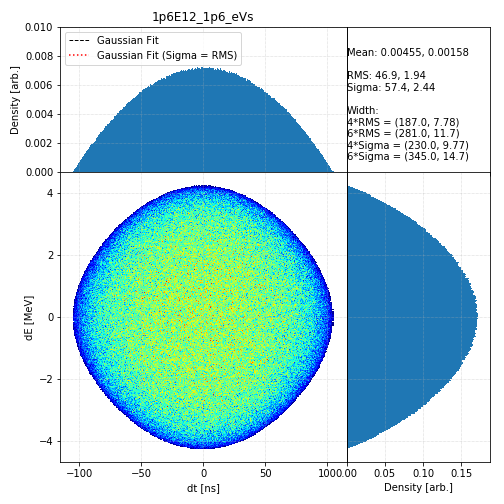 1p6E12_1p6_eVs
0.010
0.008
0.006
0.004
0.002
0.000
Density [arb.]
Gaussian Fit
Gaussian Fit (Sigma = RMS)
Mean: 0.00455, 0.00158
RMS: 46.9, 1.94
Sigma: 57.4, 2.44
Width:
4*RMS = (187.0, 7.78)
6*RMS = (281.0, 11.7)
4*Sigma = (230.0, 9.77)
6*Sigma = (345.0, 14.7)
4
2
0
−2
−4
dE [MeV]
−100 −50 0 50 100
dt [ns]
0.00 0.05 0.10 0.15
Density [arb.]